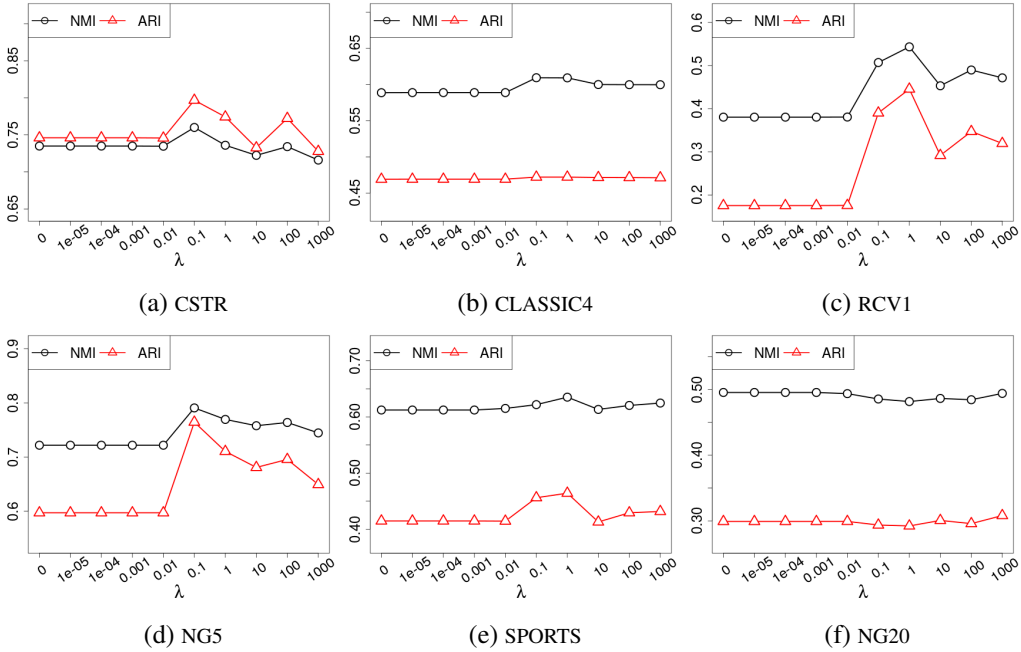 NMI ARI
0.85
0.75
0.65
0 1e-05 1e-04 0.001 0.01 0.1 1 10 100 1000
λ
(a) CSTR
NMI ARI
0.65
0.55
0.45
0 1e-05 1e-04 0.001 0.01 0.1 1 10 100 1000
λ
(b) CLASSIC4
NMI ARI
0.6
0.5
0.4
0.3
0.2
0 1e-05 1e-04 0.001 0.01 0.1 1 10 100 1000
λ
(c) RCV1
NMI ARI
0.9
0.8
0.7
0.6
0 1e-05 1e-04 0.001 0.01 0.1 1 10 100 1000
λ
(d) NG5
NMI ARI
0.70
0.60
0.50
0.40
0 1e-05 1e-04 0.001 0.01 0.1 1 10 100 1000
λ
(e) SPORTS
NMI ARI
0.50
0.40
0.30
0 1e-05 1e-04 0.001 0.01 0.1 1 10 100 1000
λ
(f) NG20